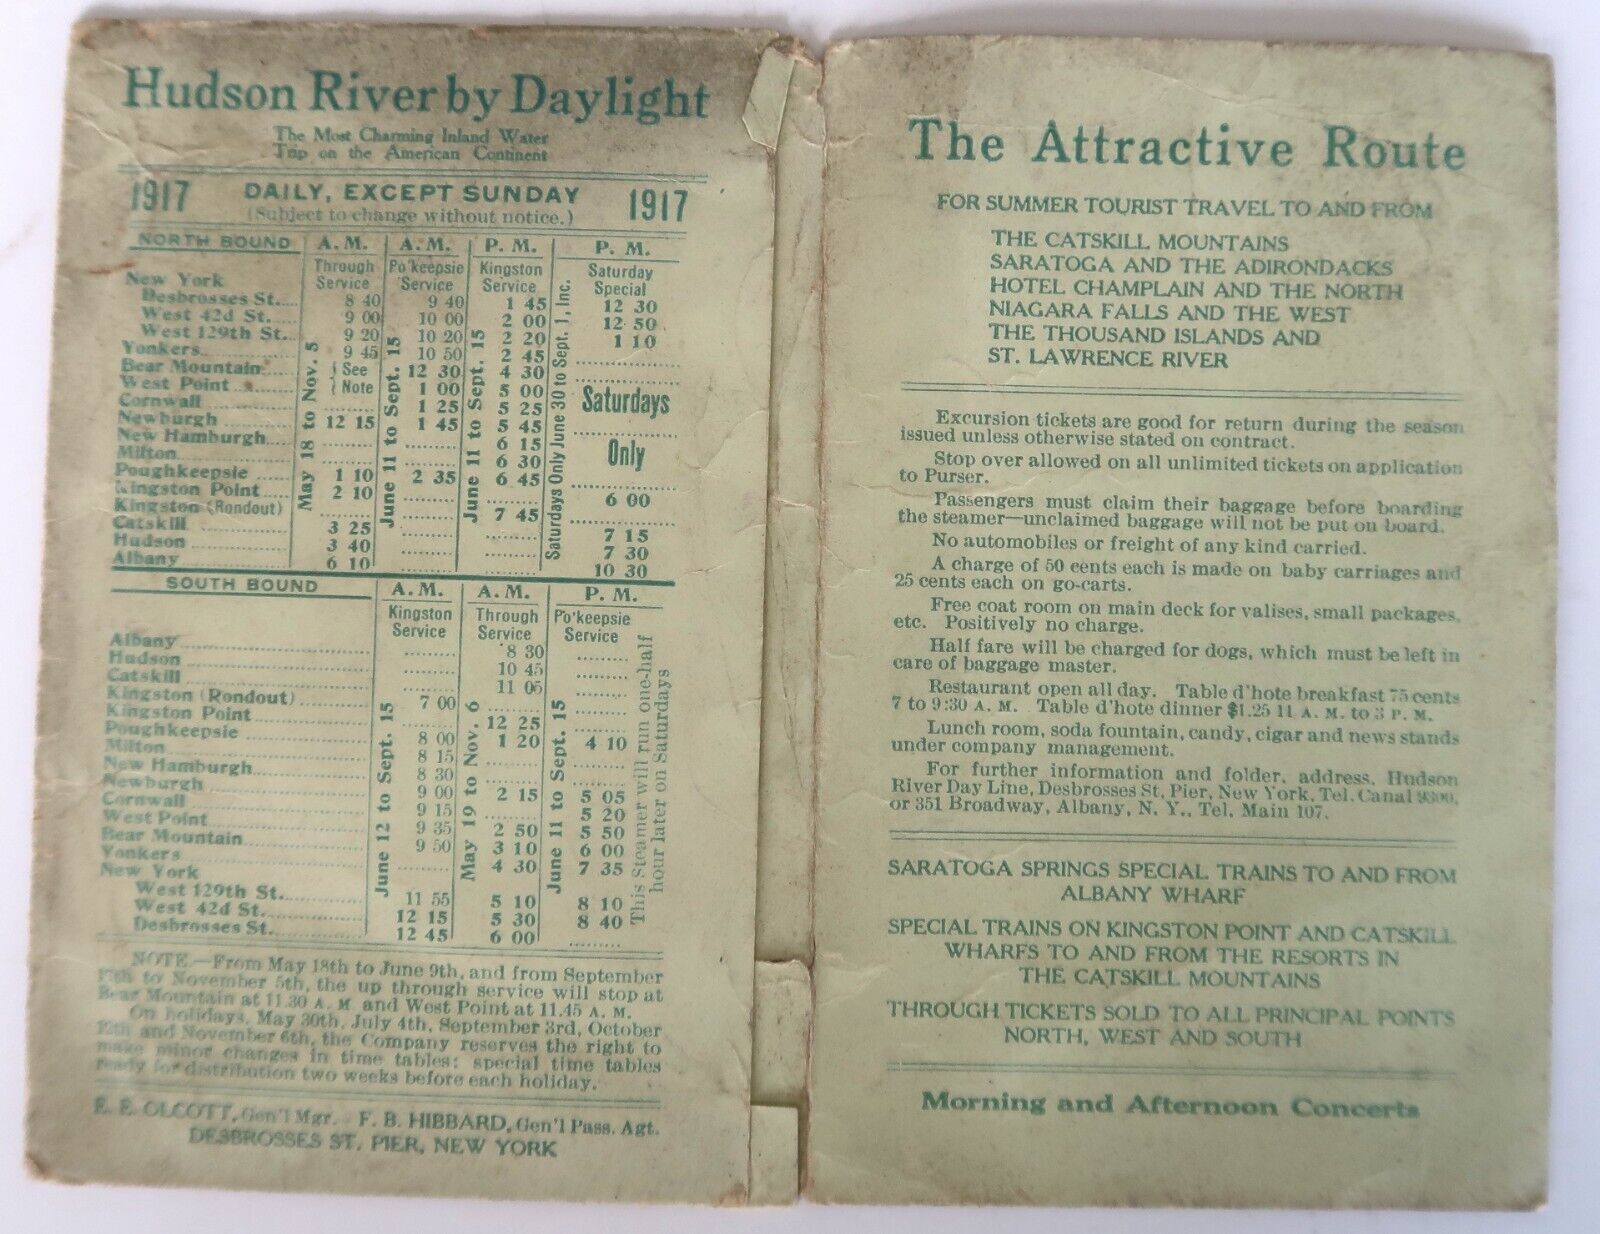 Hudson River by Daylight
The Most Charming Inland Water
Trip on the American Continent
1917 DAILY, EXCEPT SUNDAY 1917
(Subject to change without notice.)
NORTH BOUND A. M. A. M. P. M. P. M.
Through Service Po'keepsie Service Kingston Service Saturday Special
May 18 to Nov. 5 June 11 to Sept. 15 June 11 to Sept. 15 Saturdays Only June 30 to Sept. 1, Inc.
New York
Desbrosses St. 8 40 9 40 1 45 12 30
West 42d St. 9 00 10 00 2 00 12 50
West 129th St. 9 20 10 20 2 20 1 10
Yonkers 9 45 10 50 2 45
Bear Mountain } See 12 30 4 30
West Point } Note 1 00 5 00
Cornwall 1 25 5 25 Saturdays
Newburgh 12 15 1 45 5 45
New Hamburgh 6 15
Milton 6 30 Only
Poughkeepsie 1 10 2 35 6 45
Kingston Point 2 10 6 00
Kingston (Rondout) 7 45
Catskill 3 25 7 15
Hudson 3 40 7 30
Albany 6 10 10 30
SOUTH BOUND A. M. A. M. P. M.
Kingston Service Through Service Po'keepsie Service
June 12 to Sept. 15 May 19 to Nov. 6 June 11 to Sept. 15
This Steamer will run one-half
hour later on Saturdays
Albany 8 30
Hudson 10 45
Catskill 11 05
Kingston (Rondout) 7 00
Kingston Point 12 25
Poughkeepsie 8 00 1 20 4 10
Milton 8 15
New Hamburgh 8 30
Newburgh 9 00 2 15 5 05
Cornwall 9 15 5 20
West Point 9 35 2 50 5 50
Bear Mountain 9 50 3 10 6 00
Yonkers 4 30 7 35
New York
West 129th St. 11 55 5 10 8 10
West 42d St. 12 15 5 30 8 40
Desbrosses St. 12 45 6 00
NOTE.—From May 18th to June 9th, and from September
17th to November 5th, the up through service will stop at
Bear Mountain at 11.30 A. M. and West Point at 11.45 A. M.
On holidays, May 30th, July 4th, September 3rd, October
12th and November 6th, the Company reserves the right to
make minor changes in time tables; special time tables
ready for distribution two weeks before each holiday.
E. E. OLCOTT, Gen'l Mgr. F. B. HIBBARD, Gen'l Pass. Agt.
DESBROSSES ST. PIER, NEW YORK
The Attractive Route
FOR SUMMER TOURIST TRAVEL TO AND FROM
THE CATSKILL MOUNTAINS
SARATOGA AND THE ADIRONDACKS
HOTEL CHAMPLAIN AND THE NORTH
NIAGARA FALLS AND THE WEST
THE THOUSAND ISLANDS AND
ST. LAWRENCE RIVER
Excursion tickets are good for return during the season
issued unless otherwise stated on contract.
Stop over allowed on all unlimited tickets on application
to Purser.
Passengers must claim their baggage before boarding
the steamer—unclaimed baggage will not be put on board.
No automobiles or freight of any kind carried.
A charge of 50 cents each is made on baby carriages and
25 cents each on go-carts.
Free coat room on main deck for valises, small packages,
etc. Positively no charge.
Half fare will be charged for dogs, which must be left in
care of baggage master.
Restaurant open all day. Table d'hote breakfast 75 cents
7 to 9:30 A. M. Table d'hote dinner $1.25 11 A. M. to 3 P. M.
Lunch room, soda fountain, candy, cigar and news stands
under company management.
For further information and folder, address, Hudson
River Day Line, Desbrosses St, Pier, New York, Tel. Canal 9300,
or 351 Broadway, Albany, N. Y., Tel. Main 107.
SARATOGA SPRINGS SPECIAL TRAINS TO AND FROM
ALBANY WHARF
SPECIAL TRAINS ON KINGSTON POINT AND CATSKILL
WHARFS TO AND FROM THE RESORTS IN
THE CATSKILL MOUNTAINS
THROUGH TICKETS SOLD TO ALL PRINCIPAL POINTS
NORTH, WEST AND SOUTH
Morning and Afternoon Concerts